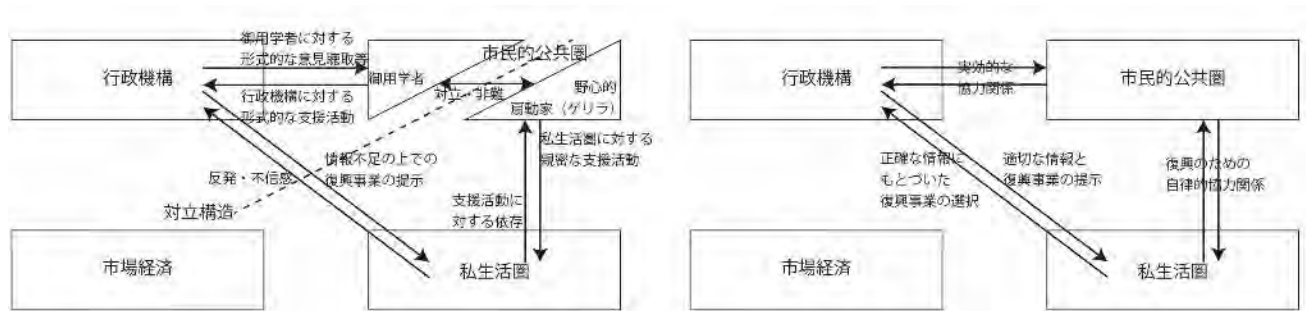 御用学者に対する
形式的な意見聴取等
行政機構
行政機構に対する
形式的な支援活動
御用学者
市民的公共圏
対立・非難
野心的
扇動家（ゲリラ）
私生活圏に対する
親密な支援活動
情報不足の上での
復興事業の提示
反発・不信感
対立構造
支援活動に
対する依存
市場経済
私生活圏
行政機構
実効的な
協力関係
市民的公共圏
正確な情報に
もとづいた
復興事業の選択
適切な情報と
復興事業の提示
復興のための
自律的協力関係
市場経済
私生活圏